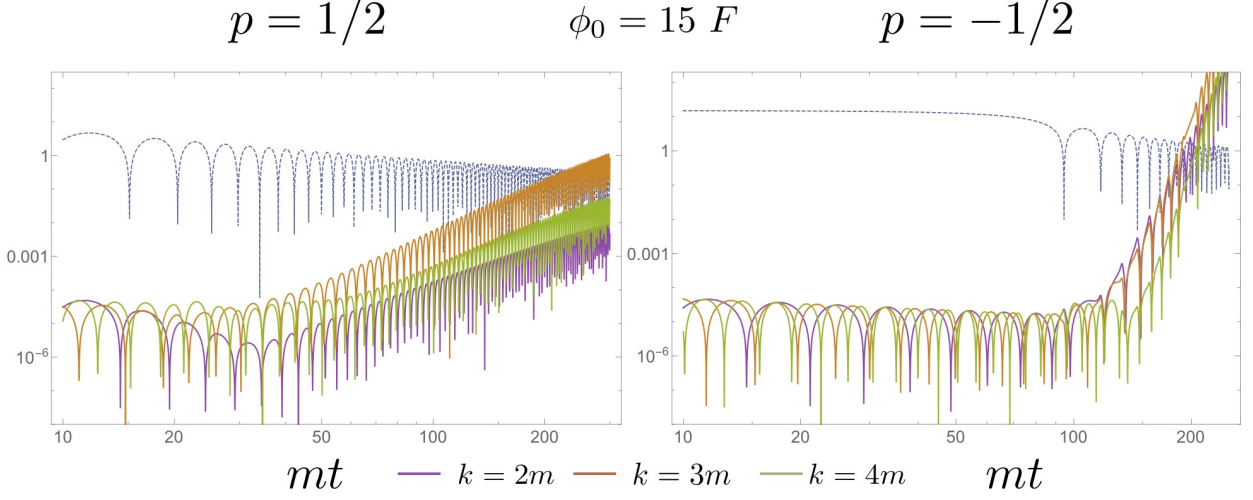 p = 1/2
ϕ₀ = 15 F
p = −1/2
1
0.001
10⁻⁶
10 20 50 100 200
1
0.001
10⁻⁶
10 20 50 100 200
mt
k = 2m k = 3m k = 4m
mt